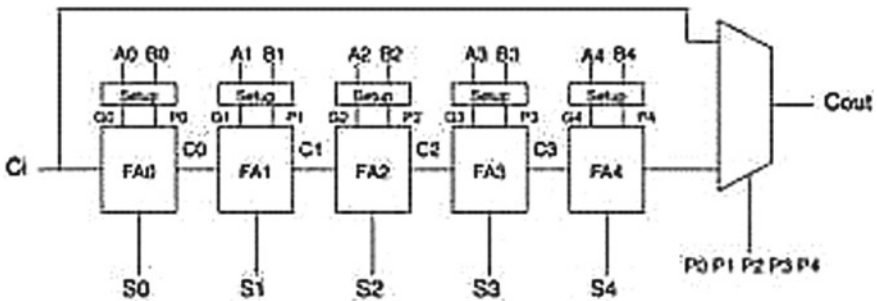 A0 B0 A1 B1 A2 B2 A3 B3 A4 B4
Setup Setup Setup Setup Setup
G0 P0 G1 P1 G2 P2 G3 P3 G4 P4
Ci C0 C1 C2 C3 Cout
FA0 FA1 FA2 FA3 FA4
P0 P1 P2 P3 P4
S0 S1 S2 S3 S4